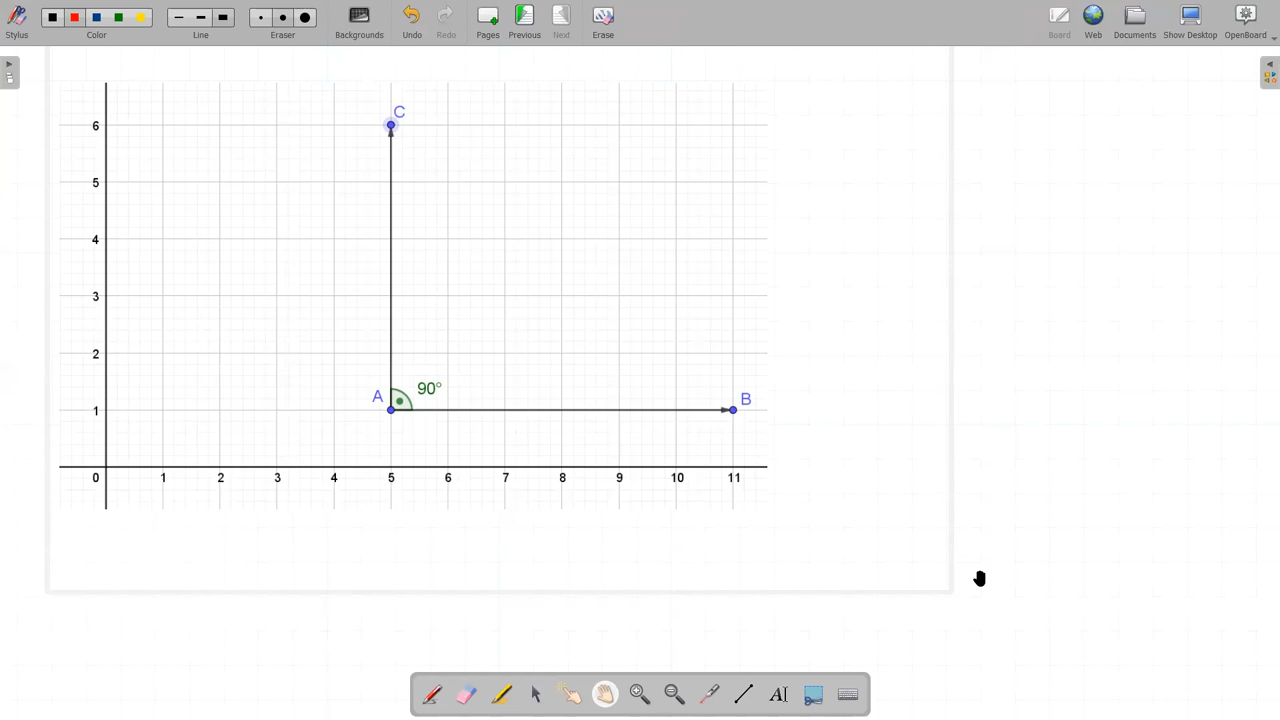 Stylus Color Line Eraser Backgrounds Undo Redo Pages Previous Next Erase Board Web Documents Show Desktop OpenBoard
C
6
5
4
3
2
90°
A
B
1
0 1 2 3 4 5 6 7 8 9 10 11
AI